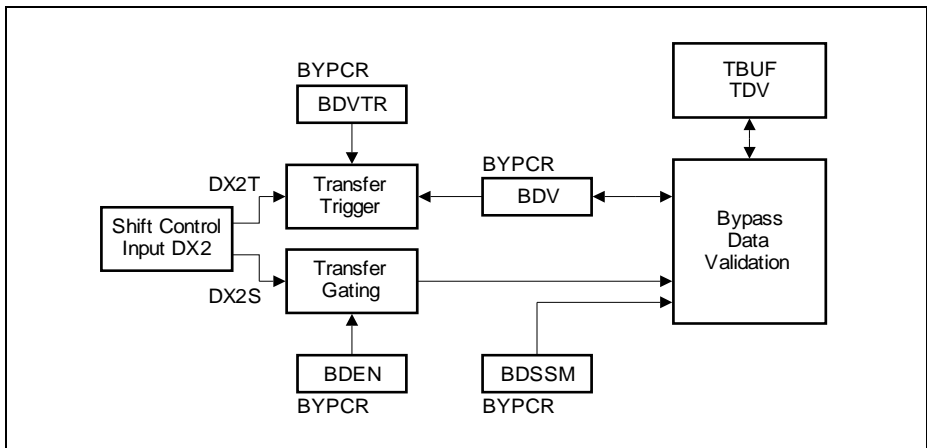 BYPCR
BDVTR
TBUF
TDV
DX2T
Transfer
Trigger
BYPCR
BDV
Shift Control
Input DX2
Bypass
Data
Validation
DX2S
Transfer
Gating
BDEN
BYPCR
BDSSM
BYPCR